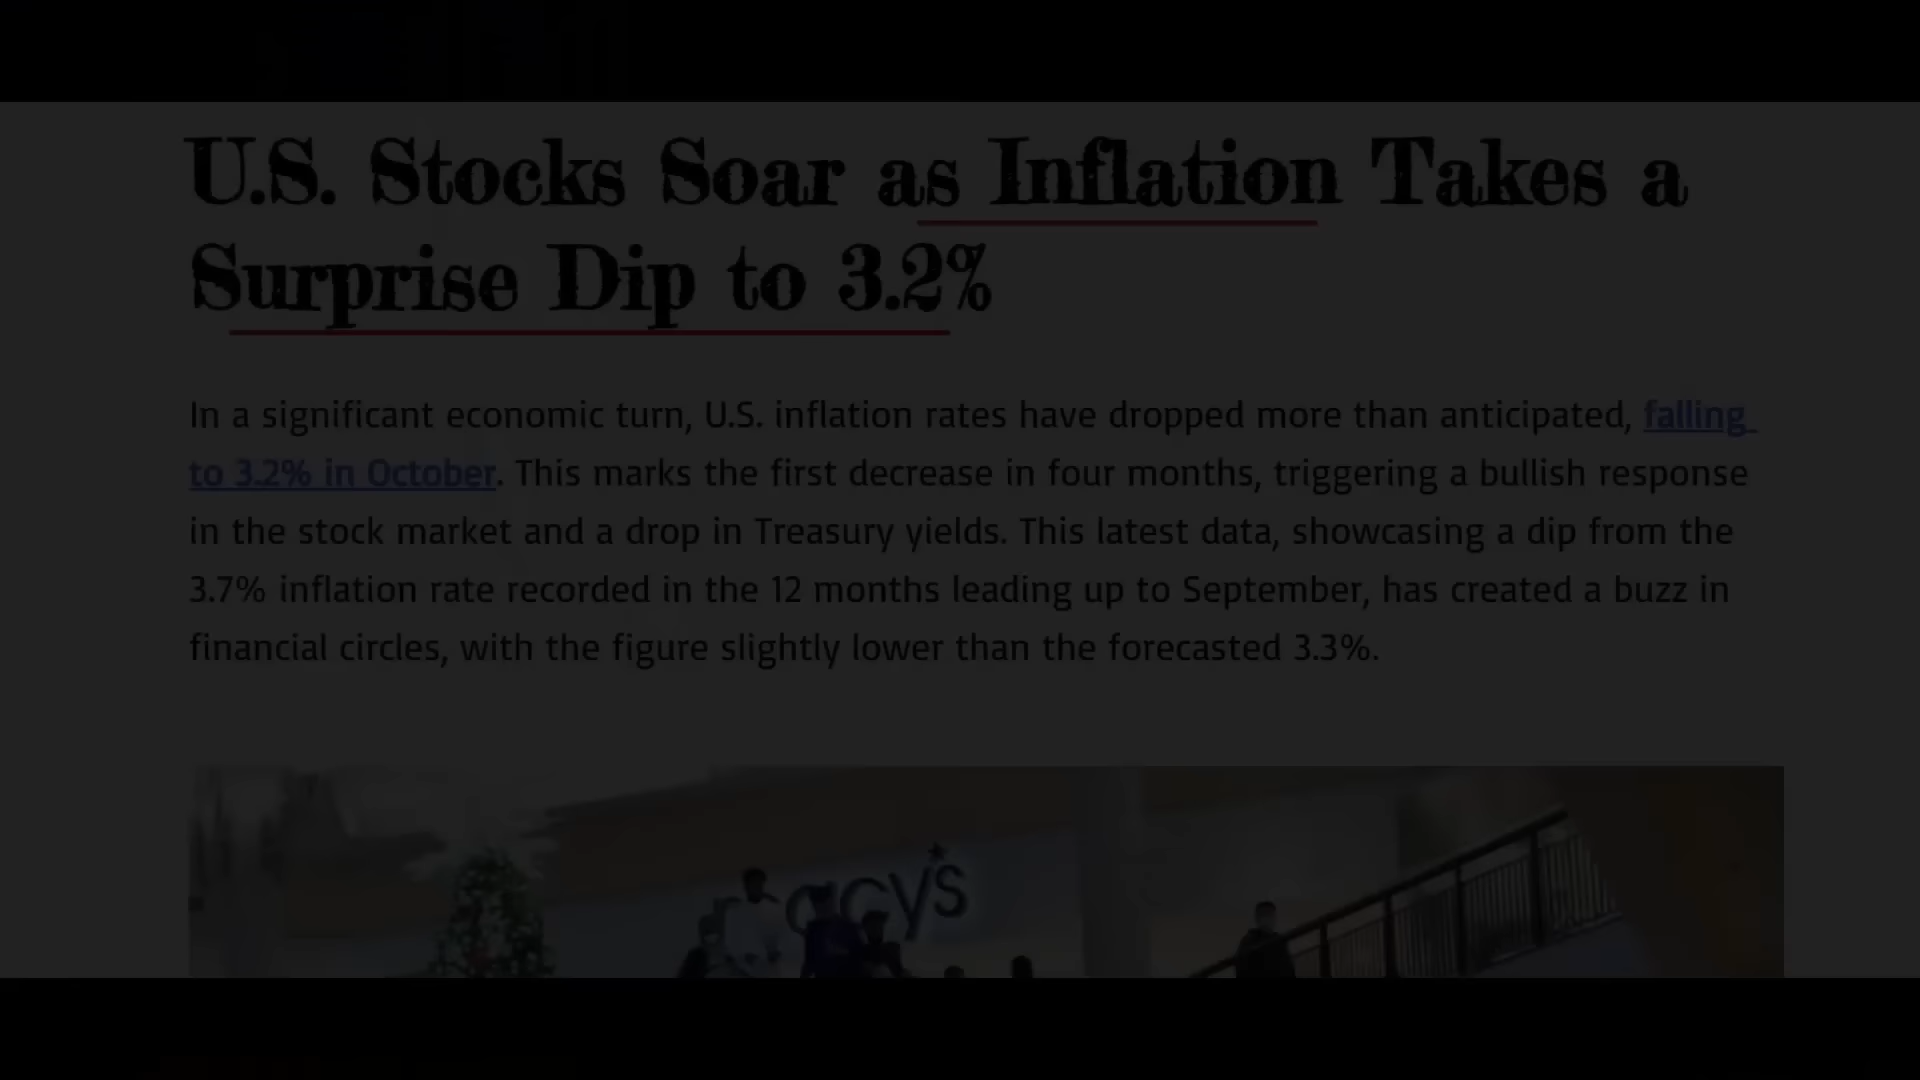 U.S. Stocks Soar as Inflation Takes a
Surprise Dip to 3.2%
In a significant economic turn, U.S. inflation rates have dropped more than anticipated, falling
to 3.2% in October. This marks the first decrease in four months, triggering a bullish response
in the stock market and a drop in Treasury yields. This latest data, showcasing a dip from the
3.7% inflation rate recorded in the 12 months leading up to September, has created a buzz in
financial circles, with the figure slightly lower than the forecasted 3.3%.
acy's